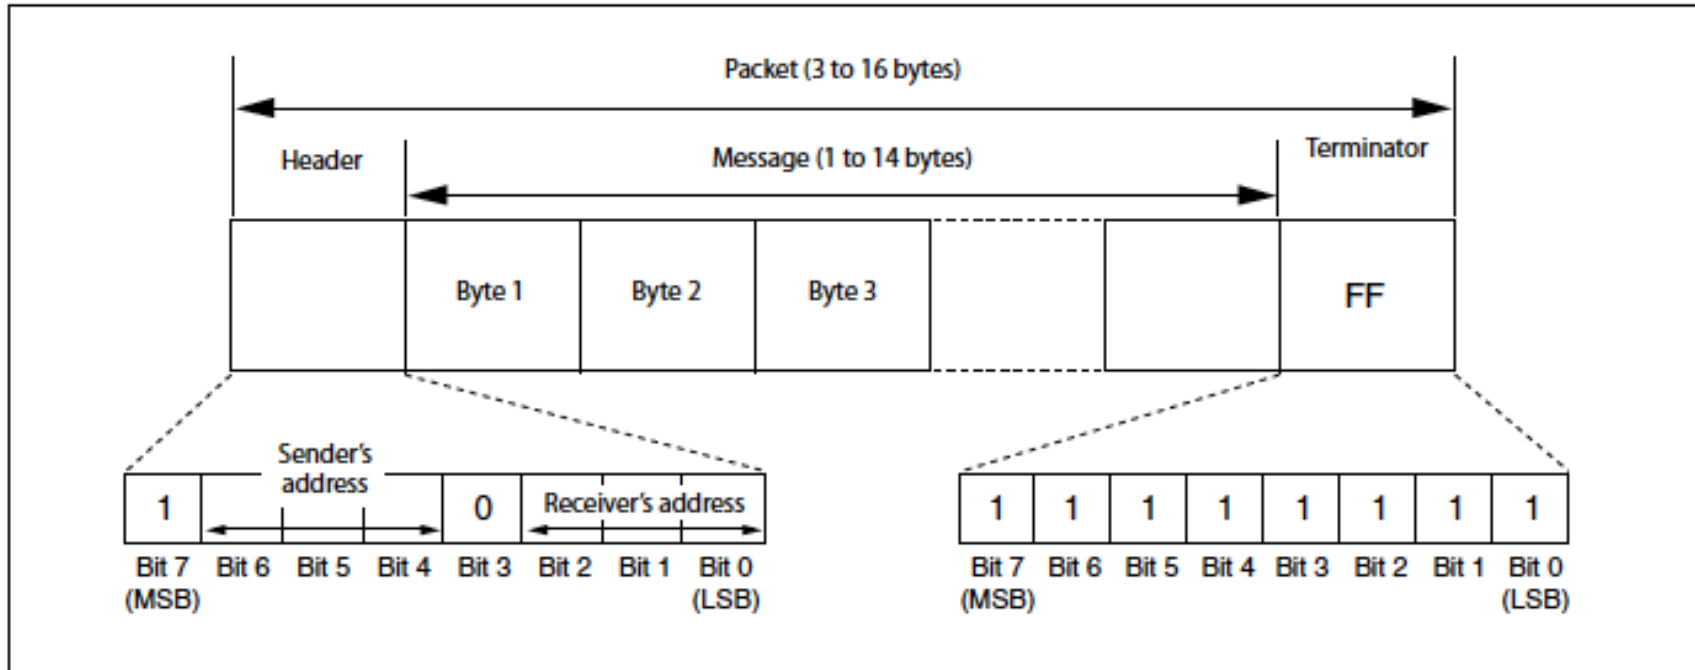 Packet (3 to 16 bytes)
Header
Message (1 to 14 bytes)
Terminator
Byte 1
Byte 2
Byte 3
FF
Sender's
address
1
0
Receiver's address
1 1 1 1 1 1 1 1
Bit 7 Bit 6 Bit 5 Bit 4 Bit 3 Bit 2 Bit 1 Bit 0
(MSB) (LSB)
Bit 7 Bit 6 Bit 5 Bit 4 Bit 3 Bit 2 Bit 1 Bit 0
(MSB) (LSB)